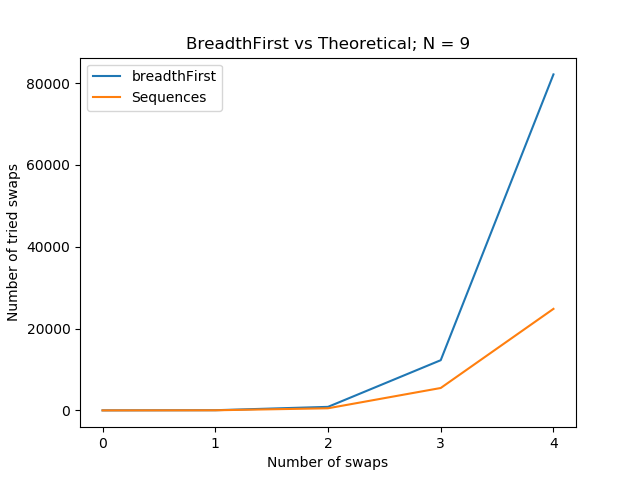 BreadthFirst vs Theoretical; N = 9
breadthFirst
Sequences
80000
60000
40000
20000
0
Number of tried swaps
0 1 2 3 4
Number of swaps